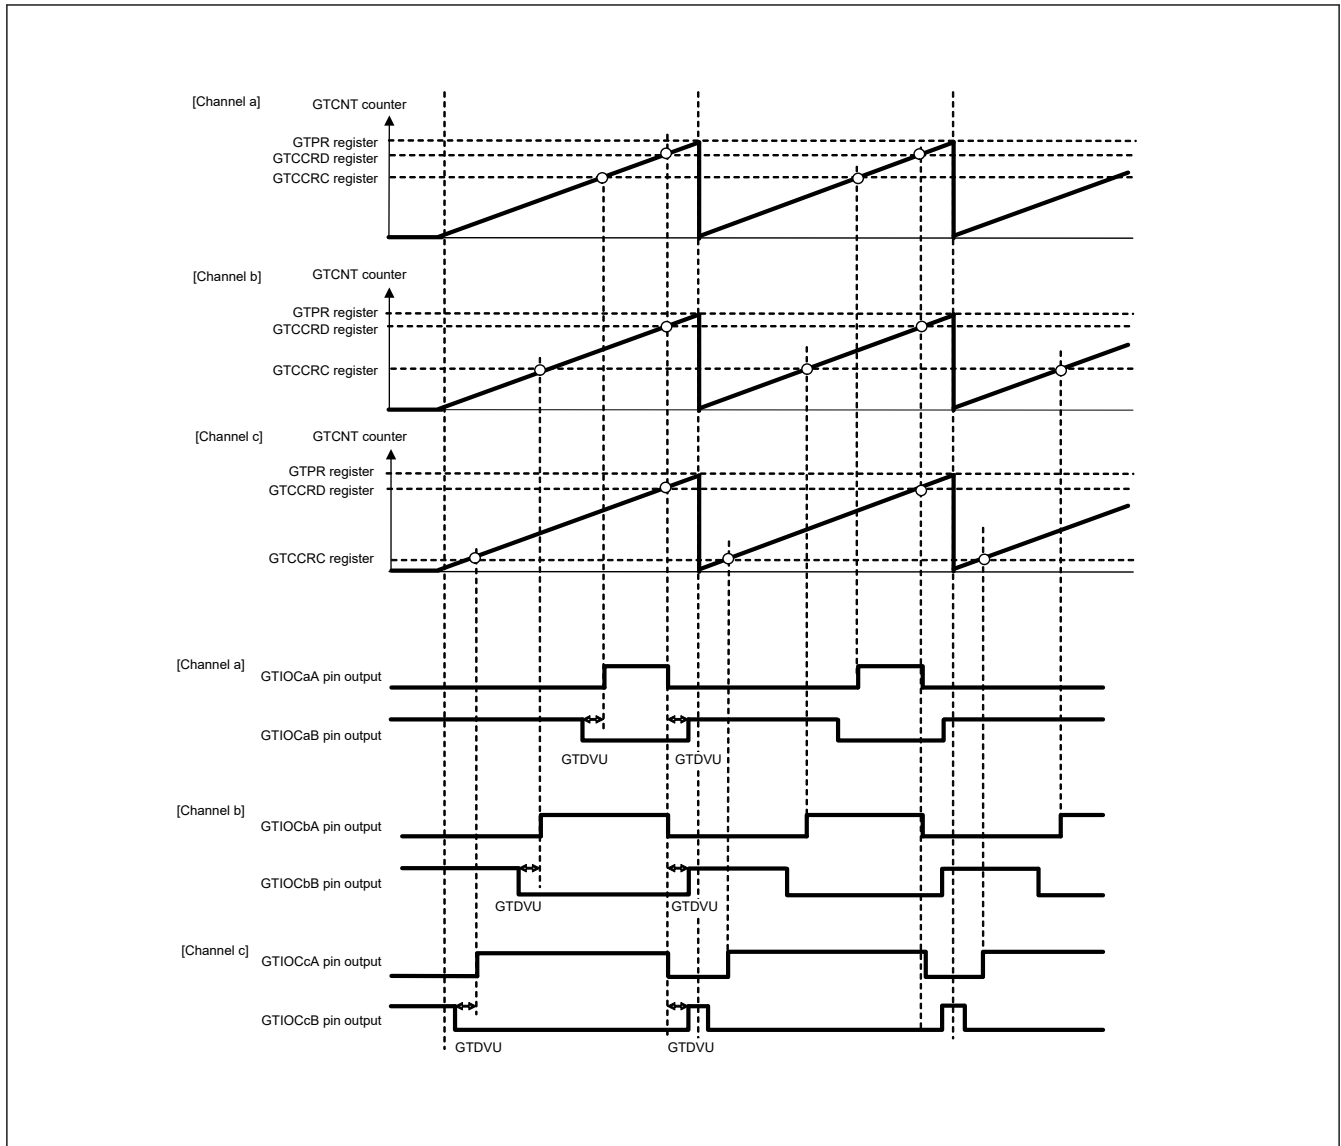 [Channel a] GTCNT counter
GTPR register
GTCCRD register
GTCCRC register
[Channel b] GTCNT counter
GTPR register
GTCCRD register
GTCCRC register
[Channel c] GTCNT counter
GTPR register
GTCCRD register
GTCCRC register
[Channel a]
GTIOCaA pin output
GTIOCaB pin output
GTDVU GTDVU
[Channel b]
GTIOCbA pin output
GTIOCbB pin output
GTDVU GTDVU
[Channel c]
GTIOCcA pin output
GTIOCcB pin output
GTDVU GTDVU